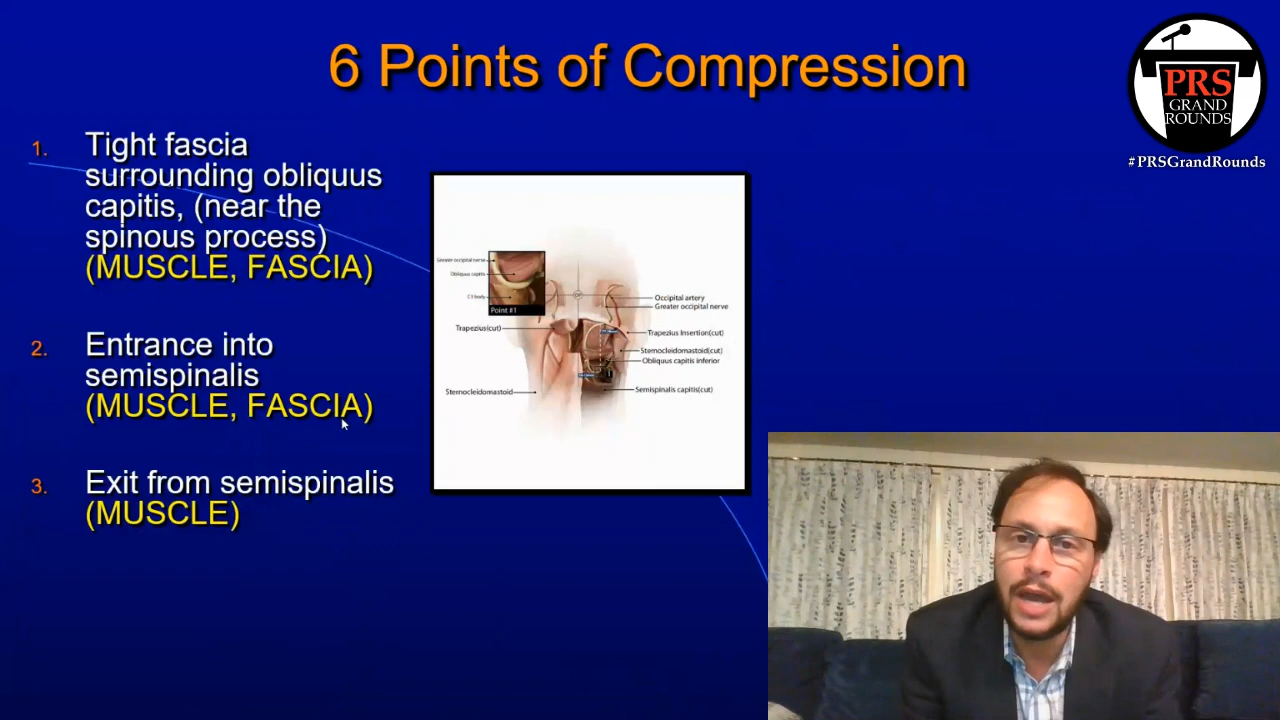 6 Points of Compression
PRS
GRAND
ROUNDS
#PRSGrandRounds
1. Tight fascia
surrounding obliquus
capitis, (near the
spinous process)
(MUSCLE, FASCIA)
2. Entrance into
semispinalis
(MUSCLE, FASCIA)
3. Exit from semispinalis
(MUSCLE)
Greater occipital nerve
Obliquus capitis
C1 body
Point #1
Trapezius(cut)
Sternocleidomastoid
Occipital artery
Greater occipital nerve
Trapezius Insertion(cut)
Sternocleidomastoid(cut)
Obliquus capitis inferior
Semispinalis capitis(cut)